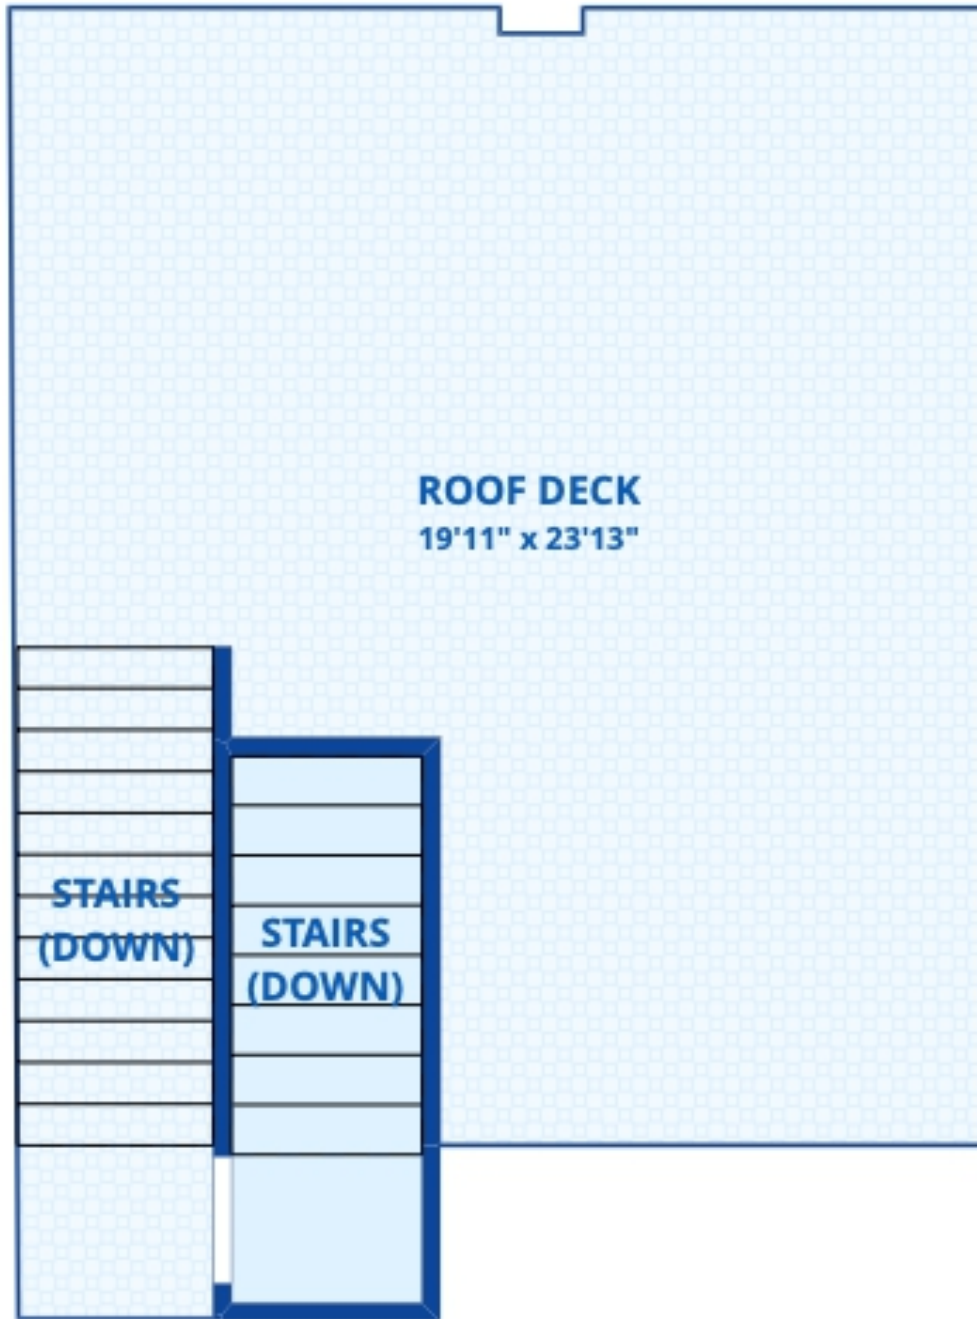 ROOF DECK
19'11" x 23'13"
STAIRS
(DOWN)
STAIRS
(DOWN)